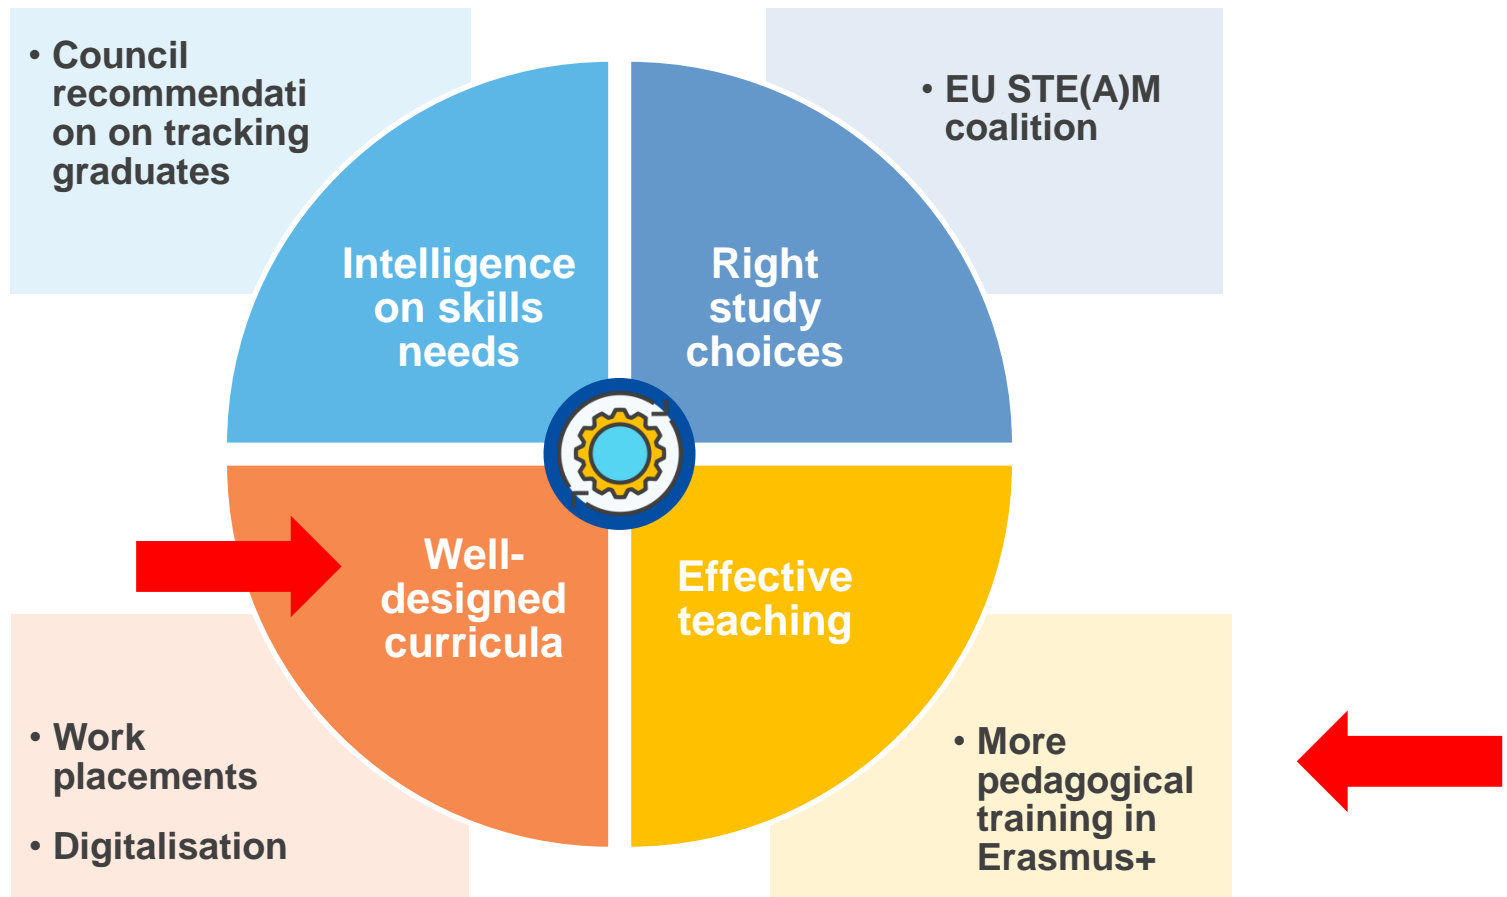 • Council
recommendati
on on tracking
graduates
• EU STE(A)M
coalition
Intelligence
on skills
needs
Right
study
choices
Well-
designed
curricula
Effective
teaching
• Work
placements
• Digitalisation
• More
pedagogical
training in
Erasmus+